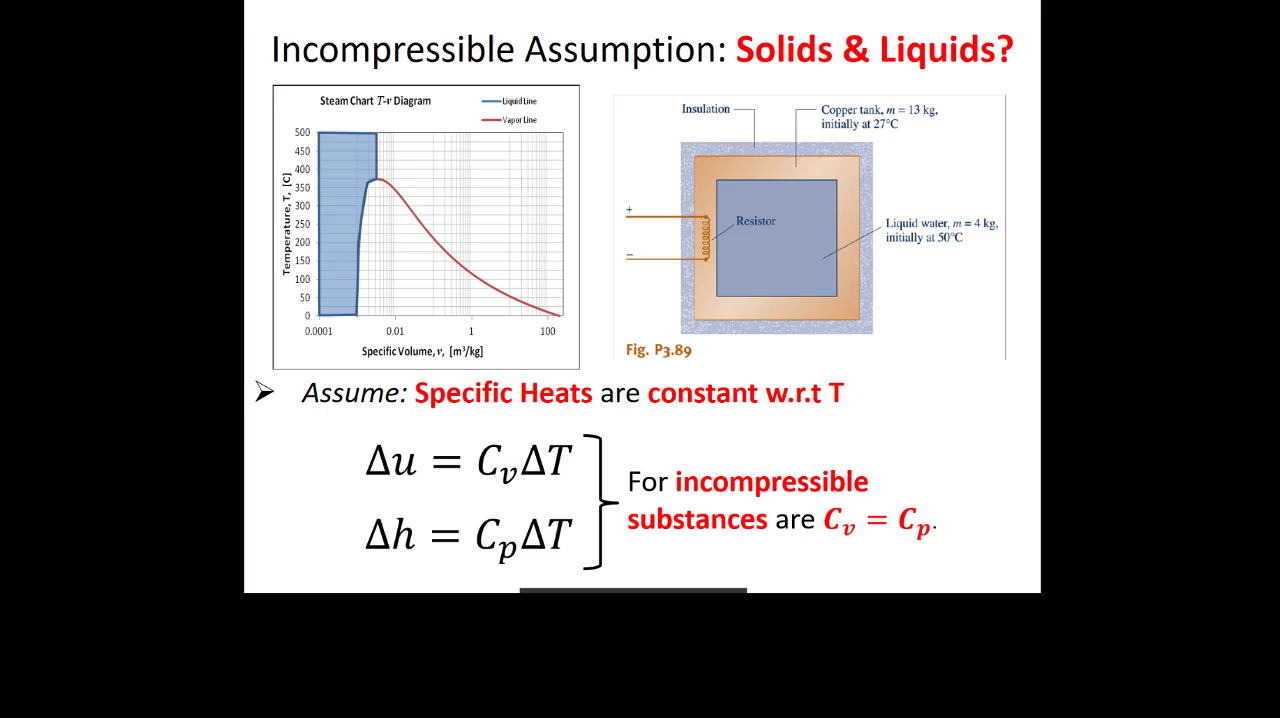 Incompressible Assumption: Solids & Liquids?
Steam Chart T-v Diagram
Liquid Line
Vapor Line
500
450
400
350
300
250
200
150
100
50
0
Temperature, T, [C]
0.0001 0.01 1 100
Specific Volume, v, [m³/kg]
Insulation
Copper tank, m = 13 kg,
initially at 27°C
+
Resistor
−
Liquid water, m = 4 kg,
initially at 50°C
Fig. P3.89
➢ Assume: Specific Heats are constant w.r.t T
Δu = C_vΔT
Δh = C_pΔT
For incompressible
substances are C_v = C_p.